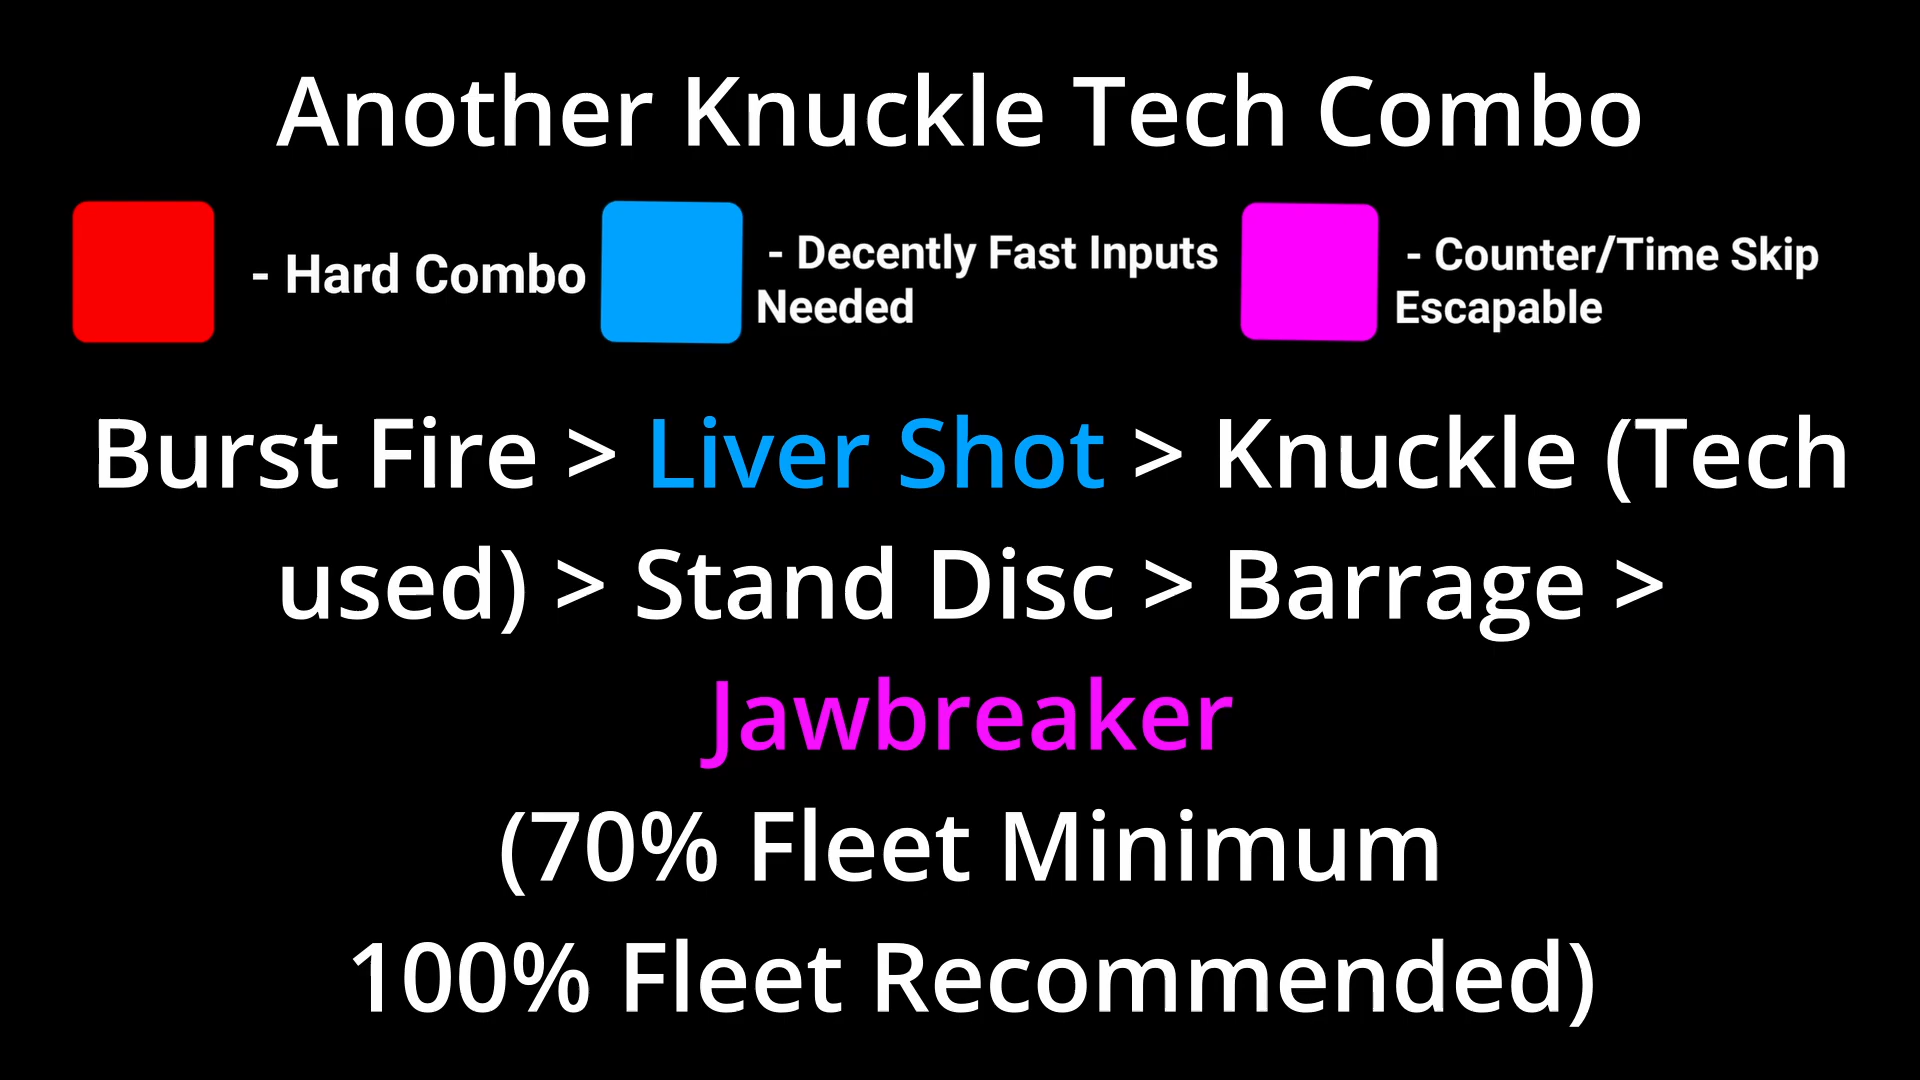 Another Knuckle Tech Combo
- Hard Combo
- Decently Fast Inputs
Needed
- Counter/Time Skip
Escapable
Burst Fire > Liver Shot > Knuckle (Tech
used) > Stand Disc > Barrage >
Jawbreaker
(70% Fleet Minimum
100% Fleet Recommended)